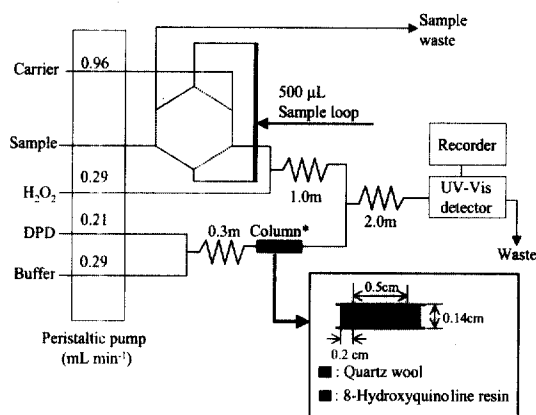 Sample
waste
Carrier
0.96
500 µL
Sample loop
Sample
Recorder
H₂O₂
0.29
1.0m
UV-Vis
detector
DPD
0.21
2.0m
0.3m
Column*
Waste
Buffer
0.29
0.5cm
0.14cm
0.2 cm
Peristaltic pump
(mL min⁻¹)
: Quartz wool
: 8-Hydroxyquinoline resin